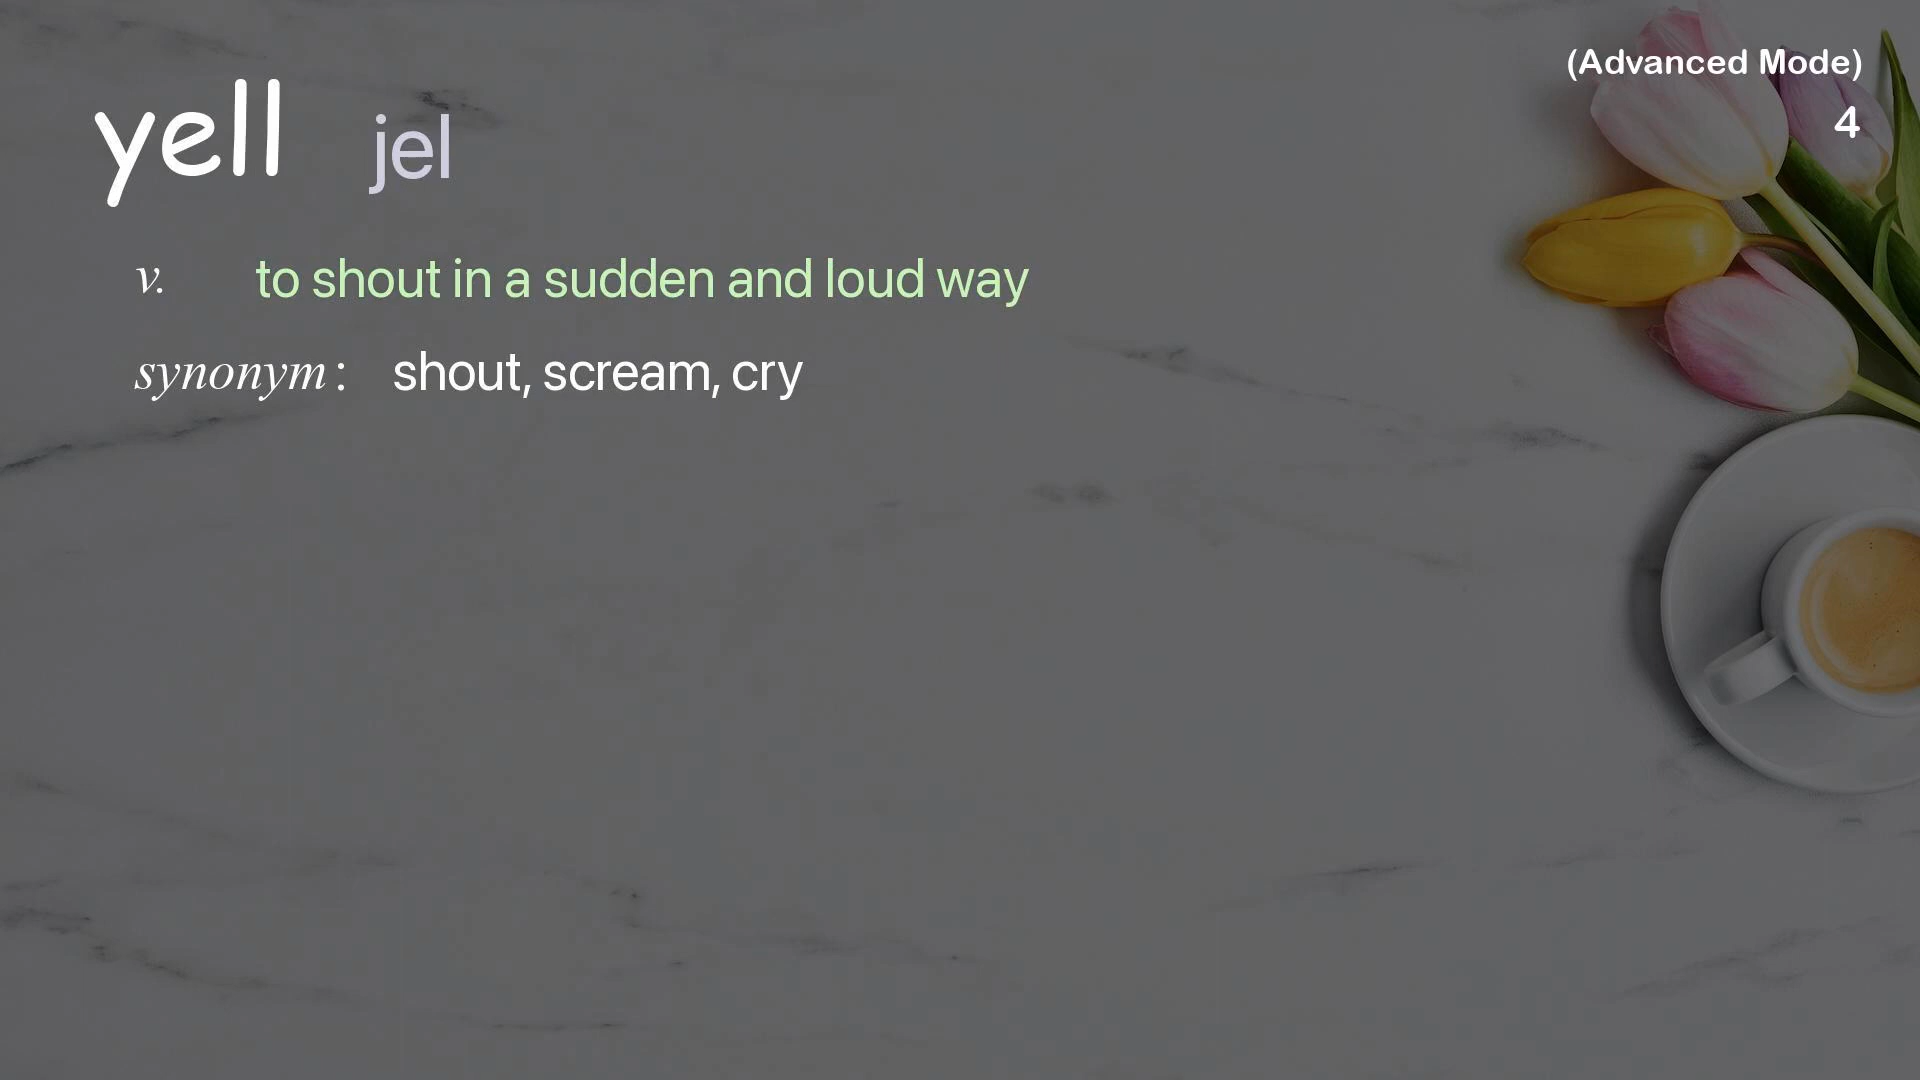 (Advanced Mode)
4
yell jel
v. to shout in a sudden and loud way
synonym : shout, scream, cry